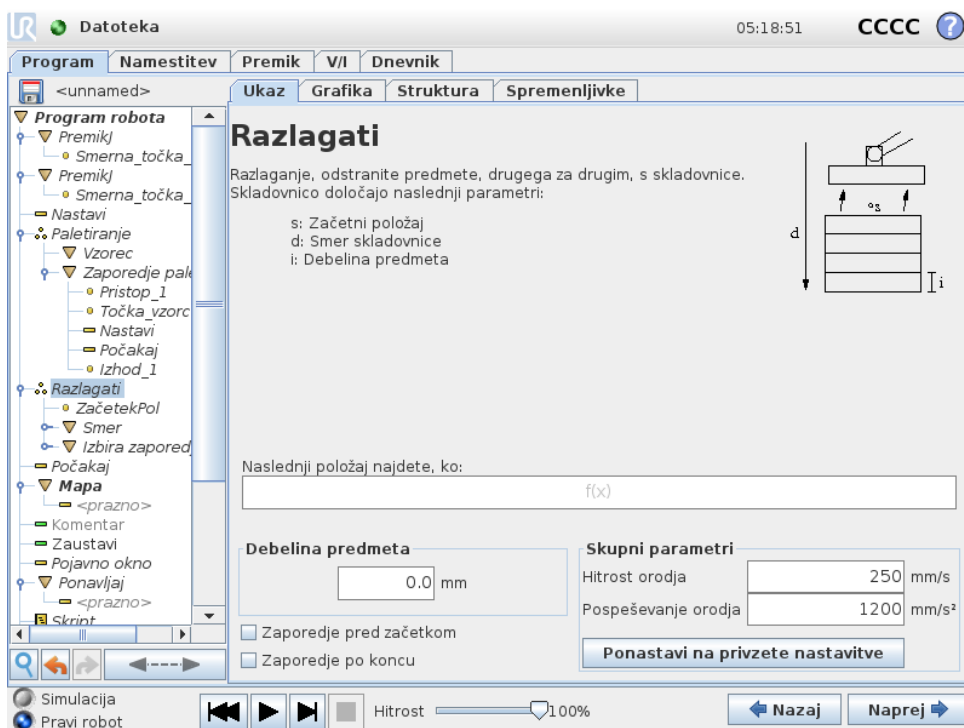 UR Datoteka 05:18:51 CCCC ?
Program Namestitev Premik V/I Dnevnik
<unnamed>
Ukaz Grafika Struktura Spremenljivke
Program robota
PremikJ
Smerna_točka_
PremikJ
Smerna_točka_
Nastavi
Paletiranje
Vzorec
Zaporedje pale
Pristop_1
Točka_vzorc
Nastavi
Počakaj
Izhod_1
Razlagati
ZačetekPol
Smer
Izbira zapored
Počakaj
Mapa
<prazno>
Komentar
Zaustavi
Pojavno okno
Ponavljaj
<prazno>
Skript
Razlagati
Razlaganje, odstranite predmete, drugega za drugim, s skladovnice.
Skladovnico določajo naslednji parametri:
s: Začetni položaj
d: Smer skladovnice
i: Debelina predmeta
s
d
i
Naslednji položaj najdete, ko:
f(x)
Debelina predmeta
0.0 mm
Zaporedje pred začetkom
Zaporedje po koncu
Skupni parametri
Hitrost orodja 250 mm/s
Pospeševanje orodja 1200 mm/s²
Ponastavi na privzete nastavitve
Simulacija
Pravi robot
Hitrost 100%
Nazaj
Naprej